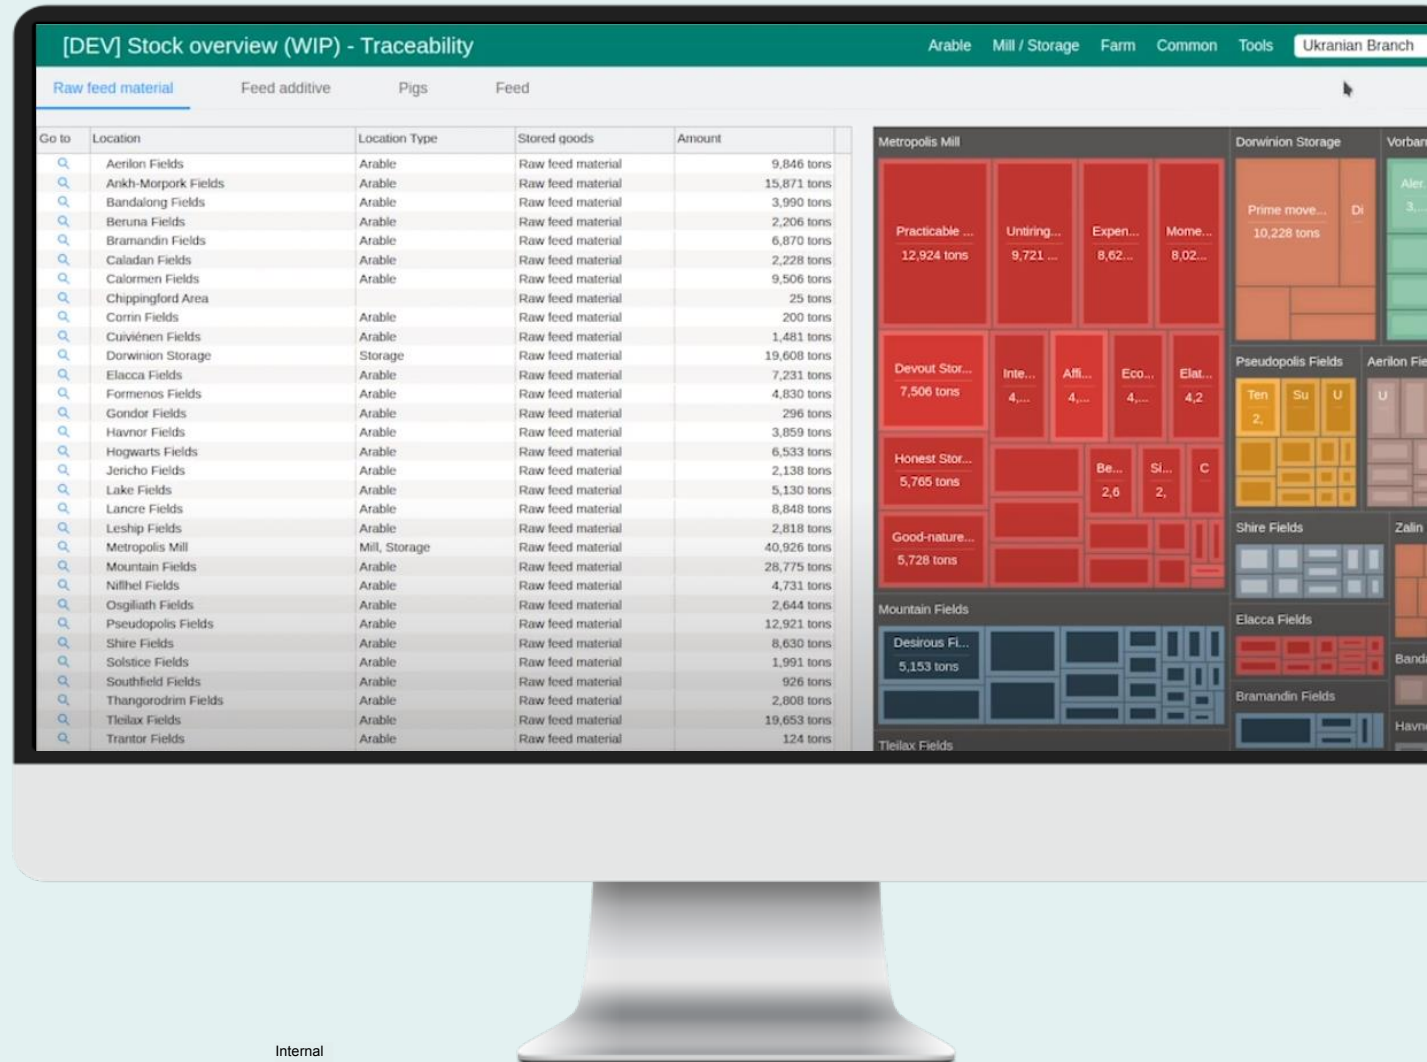 [DEV] Stock overview (WIP) - Traceability
Arable Mill / Storage Farm Common Tools Ukranian Branch
Raw feed material Feed additive Pigs Feed
Go to Location Location Type Stored goods Amount
Aerilon Fields Arable Raw feed material 9,846 tons
Ankh-Morpork Fields Arable Raw feed material 15,871 tons
Bandalong Fields Arable Raw feed material 3,990 tons
Beruna Fields Arable Raw feed material 2,206 tons
Bramandin Fields Arable Raw feed material 6,870 tons
Caladan Fields Arable Raw feed material 2,228 tons
Calormen Fields Arable Raw feed material 9,506 tons
Chippingford Area Raw feed material 25 tons
Corrin Fields Arable Raw feed material 200 tons
Cuiviénen Fields Arable Raw feed material 1,481 tons
Dorwinion Storage Storage Raw feed material 19,608 tons
Elacca Fields Arable Raw feed material 7,231 tons
Formenos Fields Arable Raw feed material 4,830 tons
Gondor Fields Arable Raw feed material 296 tons
Havnor Fields Arable Raw feed material 3,859 tons
Hogwarts Fields Arable Raw feed material 6,533 tons
Jericho Fields Arable Raw feed material 2,138 tons
Lake Fields Arable Raw feed material 5,130 tons
Lancre Fields Arable Raw feed material 8,848 tons
Leship Fields Arable Raw feed material 2,818 tons
Metropolis Mill Mill, Storage Raw feed material 40,926 tons
Mountain Fields Arable Raw feed material 28,775 tons
Niflhel Fields Arable Raw feed material 4,731 tons
Osgiliath Fields Arable Raw feed material 2,644 tons
Pseudopolis Fields Arable Raw feed material 12,921 tons
Shire Fields Arable Raw feed material 8,630 tons
Solstice Fields Arable Raw feed material 1,991 tons
Southfield Fields Arable Raw feed material 926 tons
Thangorodrim Fields Arable Raw feed material 2,808 tons
Tleilax Fields Arable Raw feed material 19,653 tons
Trantor Fields Arable Raw feed material 124 tons
Metropolis Mill
Practicable ... Untiring... Expen... Mome...
12,924 tons 9,721 ... 8,62... 8,02...
Devout Stor... Inte... Affi... Eco... Elat...
7,506 tons 4,... 4,... 4,... 4,2
Honest Stor... Be... Si... C
5,765 tons 2,6 2,
Good-nature...
5,728 tons
Mountain Fields
Desirous Fi...
5,153 tons
Tleilax Fields
Dorwinion Storage Vorban
Prime move... Di
10,228 tons
Aler.
3,...
Pseudopolis Fields Aerilon Fie
Ten Su U U
2,
Shire Fields Zalin
Elacca Fields
Banda
Bramandin Fields
Havno
Internal